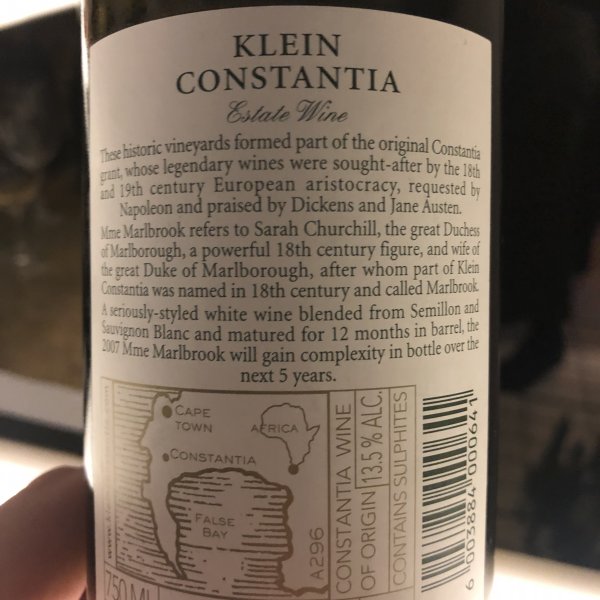 KLEIN
CONSTANTIA
Estate Wine
These historic vineyards formed part of the original Constantia
grant, whose legendary wines were sought-after by the 18th
and 19th century European aristocracy, requested by
Napoleon and praised by Dickens and Jane Austen.
Mme Marlbrook refers to Sarah Churchill, the great Duchess
of Marlborough, a powerful 18th century figure, and wife of
the great Duke of Marlborough, after whom part of Klein
Constantia was named in 18th century and called Marlbrook.
A seriously-styled white wine blended from Semillon and
Sauvignon Blanc and matured for 12 months in barrel, the
2007 Mme Marlbrook will gain complexity in bottle over the
next 5 years.
CAPE
TOWN
AFRICA
CONSTANTIA
FALSE
BAY
A296
CONSTANTIA WINE
OF ORIGIN 13.5% ALC.
CONTAINS SULPHITES
6 003884 000641
750 ML